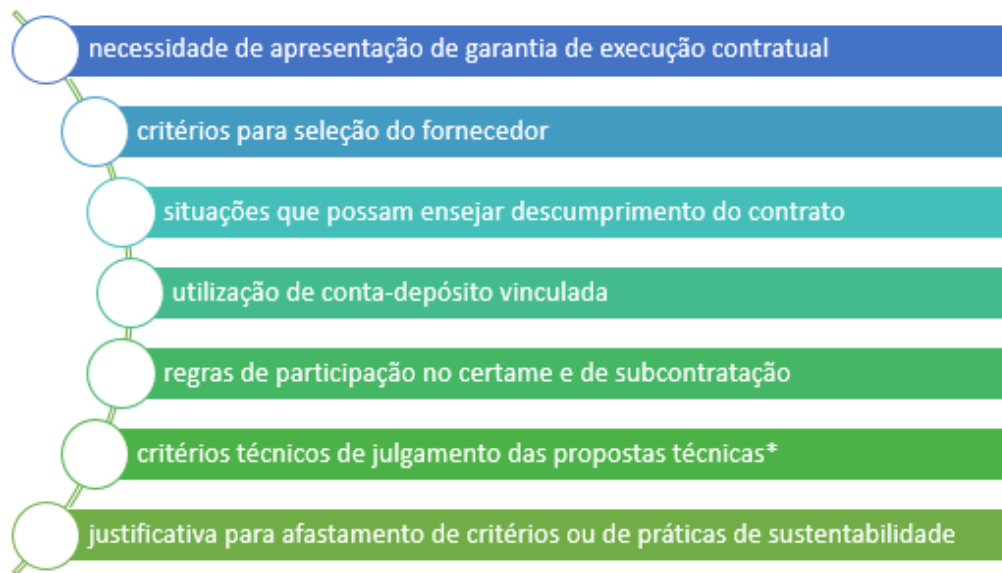 necessidade de apresentação de garantia de execução contratual
critérios para seleção do fornecedor
situações que possam ensejar descumprimento do contrato
utilização de conta-depósito vinculada
regras de participação no certame e de subcontratação
critérios técnicos de julgamento das propostas técnicas*
justificativa para afastamento de critérios ou de práticas de sustentabilidade